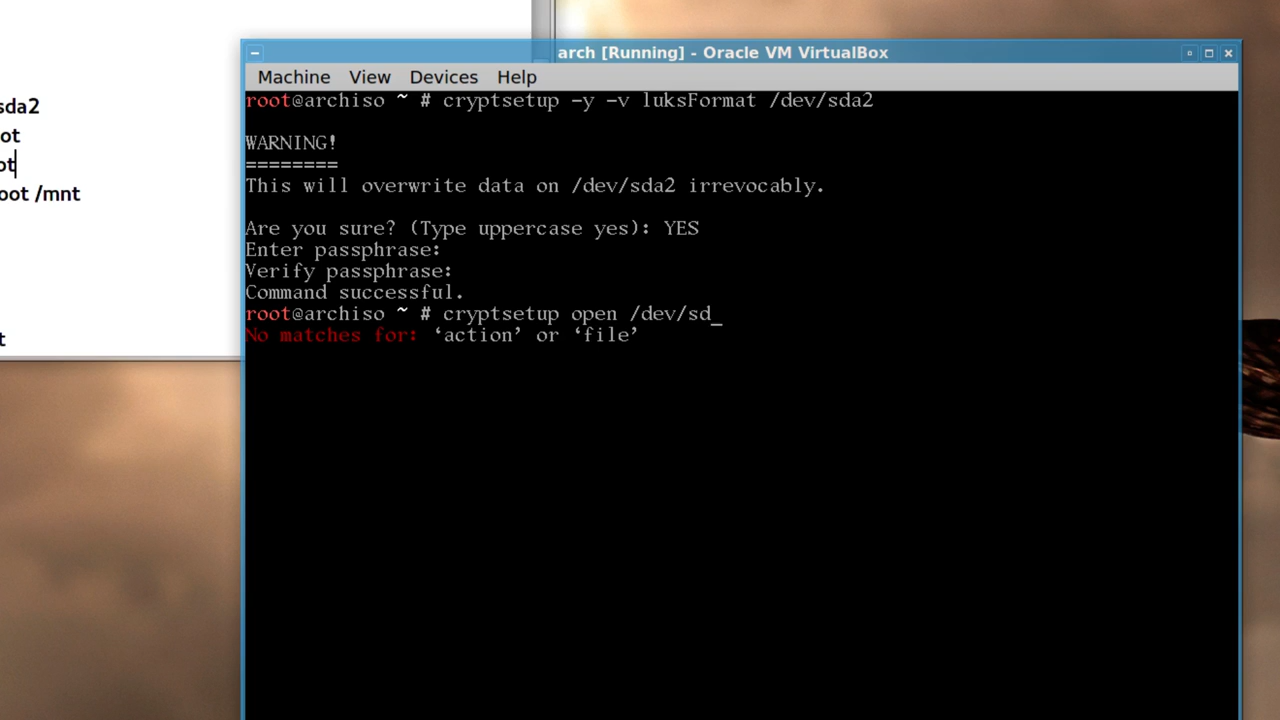 arch [Running] - Oracle VM VirtualBox
Machine View Devices Help
sda2
ot
ot
oot /mnt
t
root@archiso ~ # cryptsetup -y -v luksFormat /dev/sda2
WARNING!
========
This will overwrite data on /dev/sda2 irrevocably.
Are you sure? (Type uppercase yes): YES
Enter passphrase:
Verify passphrase:
Command successful.
root@archiso ~ # cryptsetup open /dev/sd_
No matches for: ‘action’ or ‘file’